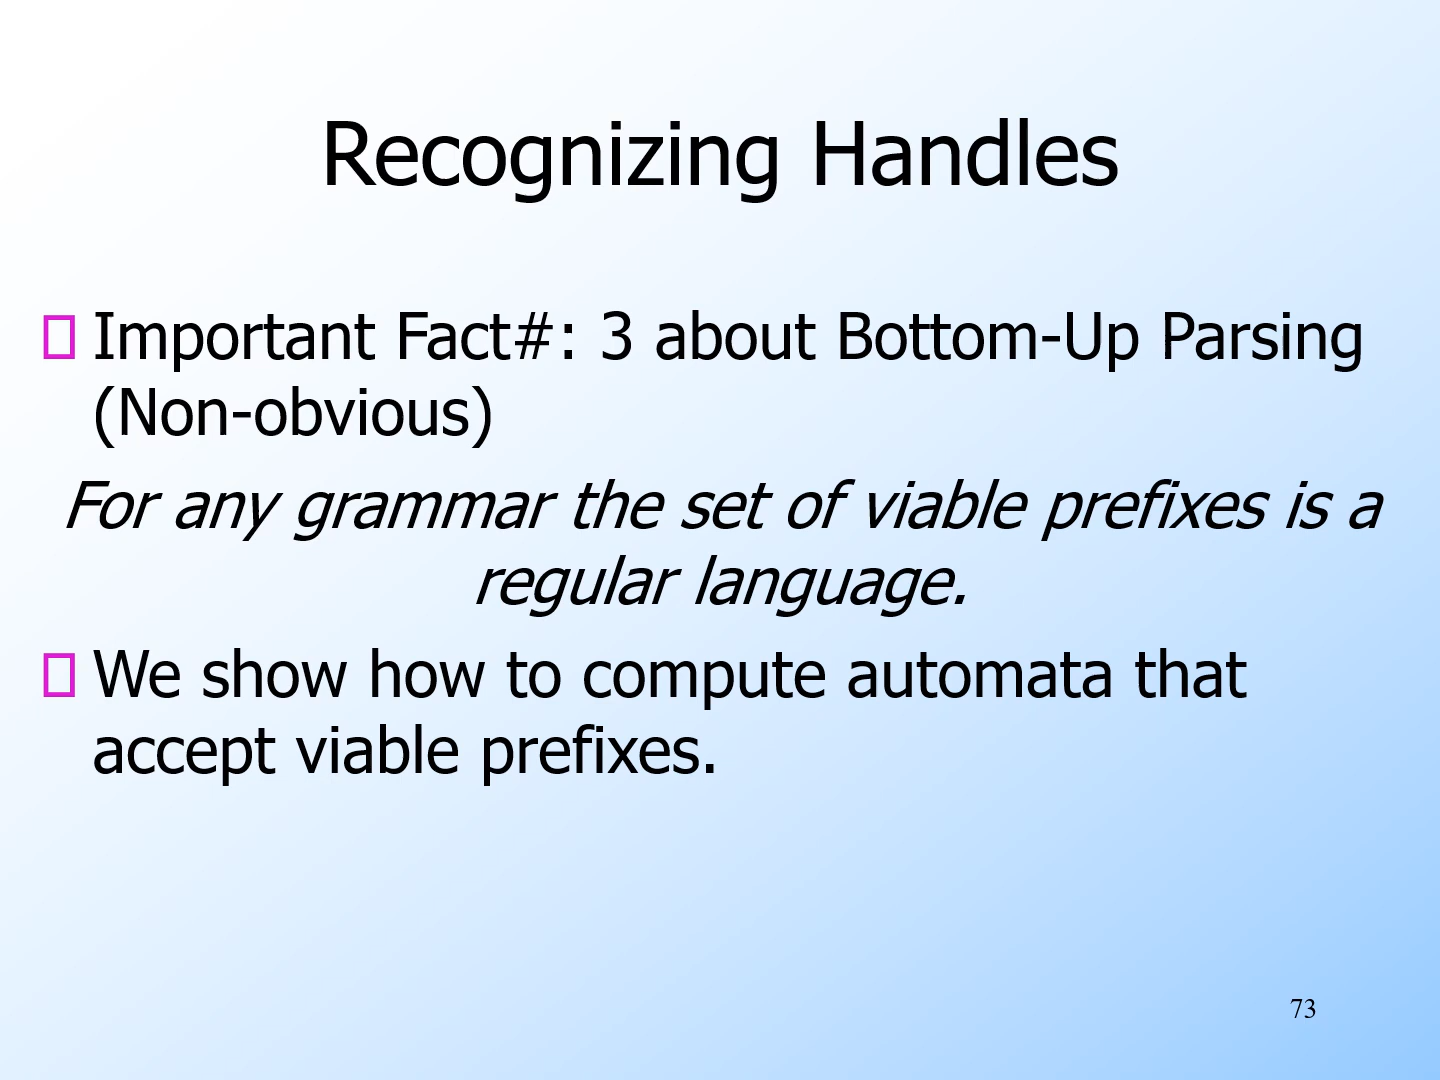 Recognizing Handles
Important Fact#: 3 about Bottom-Up Parsing
(Non-obvious)
For any grammar the set of viable prefixes is a
regular language.
We show how to compute automata that
accept viable prefixes.
73